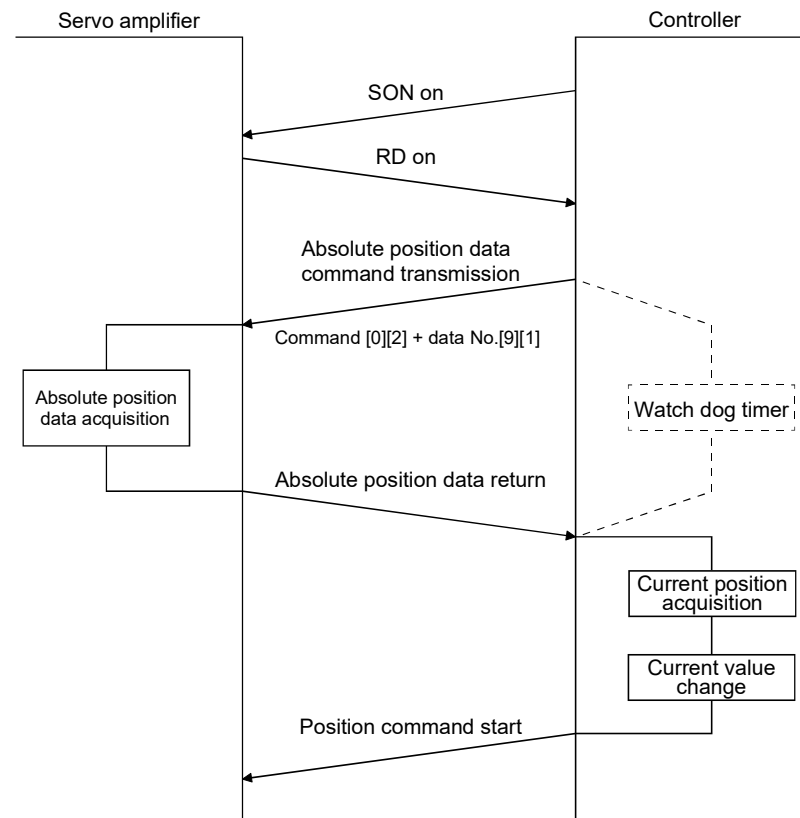 Servo amplifier
Controller
SON on
RD on
Absolute position data
command transmission
Command [0][2] + data No.[9][1]
Absolute position
data acquisition
Watch dog timer
Absolute position data return
Current position
acquisition
Current value
change
Position command start